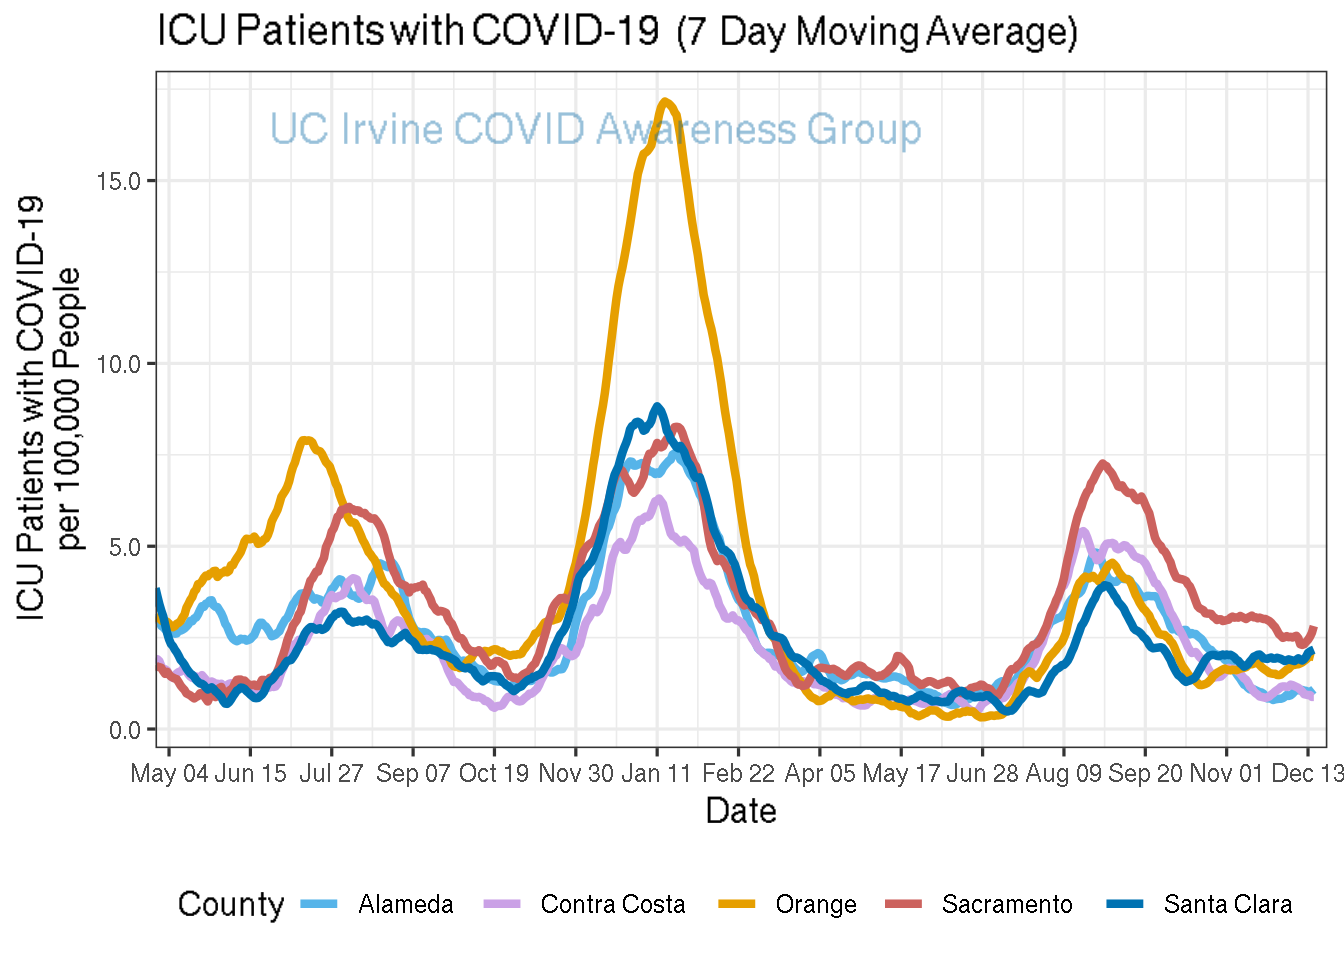 ICU Patients with COVID-19 (7 Day Moving Average)
UC Irvine COVID Awareness Group
ICU Patients with COVID-19
per 100,000 People
15.0
10.0
5.0
0.0
May 04 Jun 15 Jul 27 Sep 07 Oct 19 Nov 30 Jan 11 Feb 22 Apr 05 May 17 Jun 28 Aug 09 Sep 20 Nov 01 Dec 13
Date
County Alameda Contra Costa Orange Sacramento Santa Clara